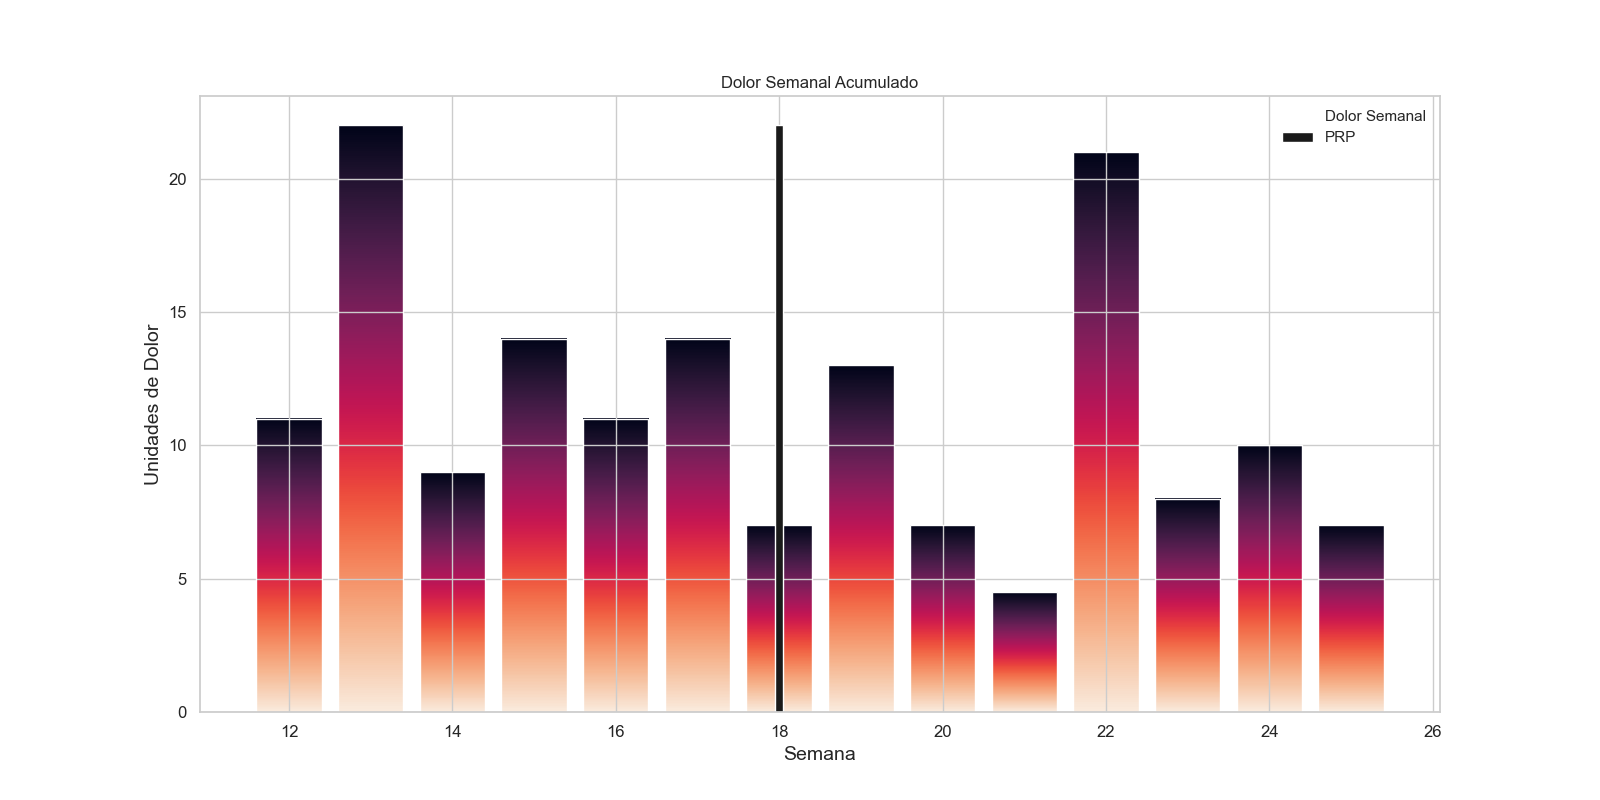 Dolor Semanal Acumulado
Dolor Semanal
PRP
Unidades de Dolor
20
15
10
5
0
12 14 16 18 20 22 24 26
Semana